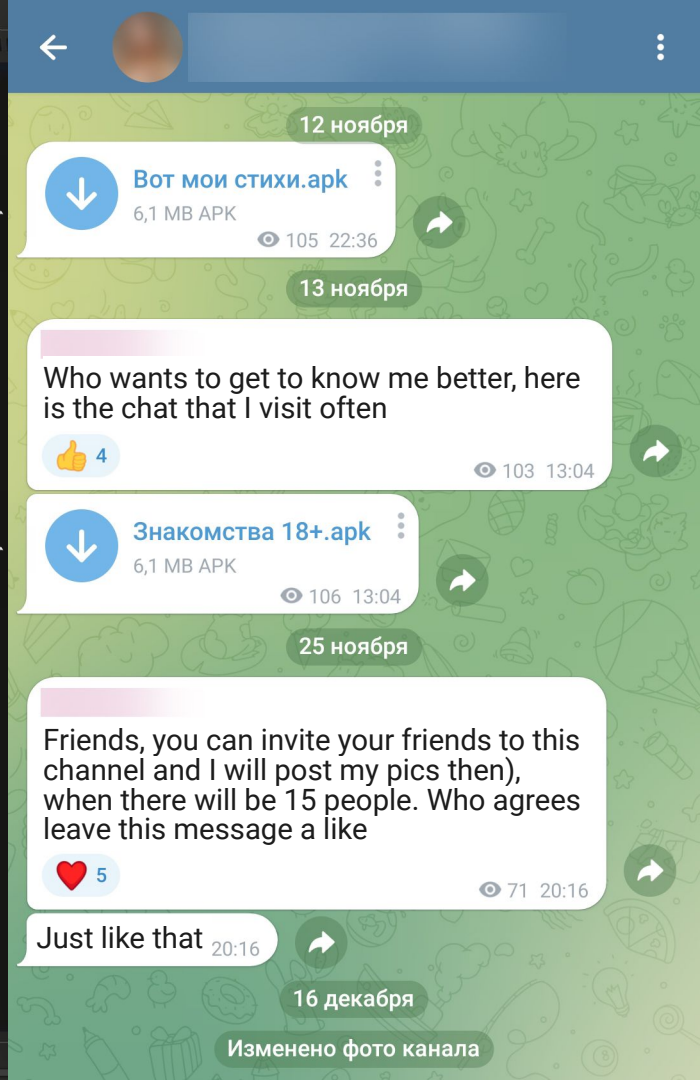 12 ноября
Вот мои стихи.apk
6,1 MB APK
105 22:36
13 ноября
Who wants to get to know me better, here
is the chat that I visit often
4
103 13:04
Знакомства 18+.apk
6,1 MB APK
106 13:04
25 ноября
Friends, you can invite your friends to this
channel and I will post my pics then),
when there will be 15 people. Who agrees
leave this message a like
5
71 20:16
Just like that 20:16
16 декабря
Изменено фото канала